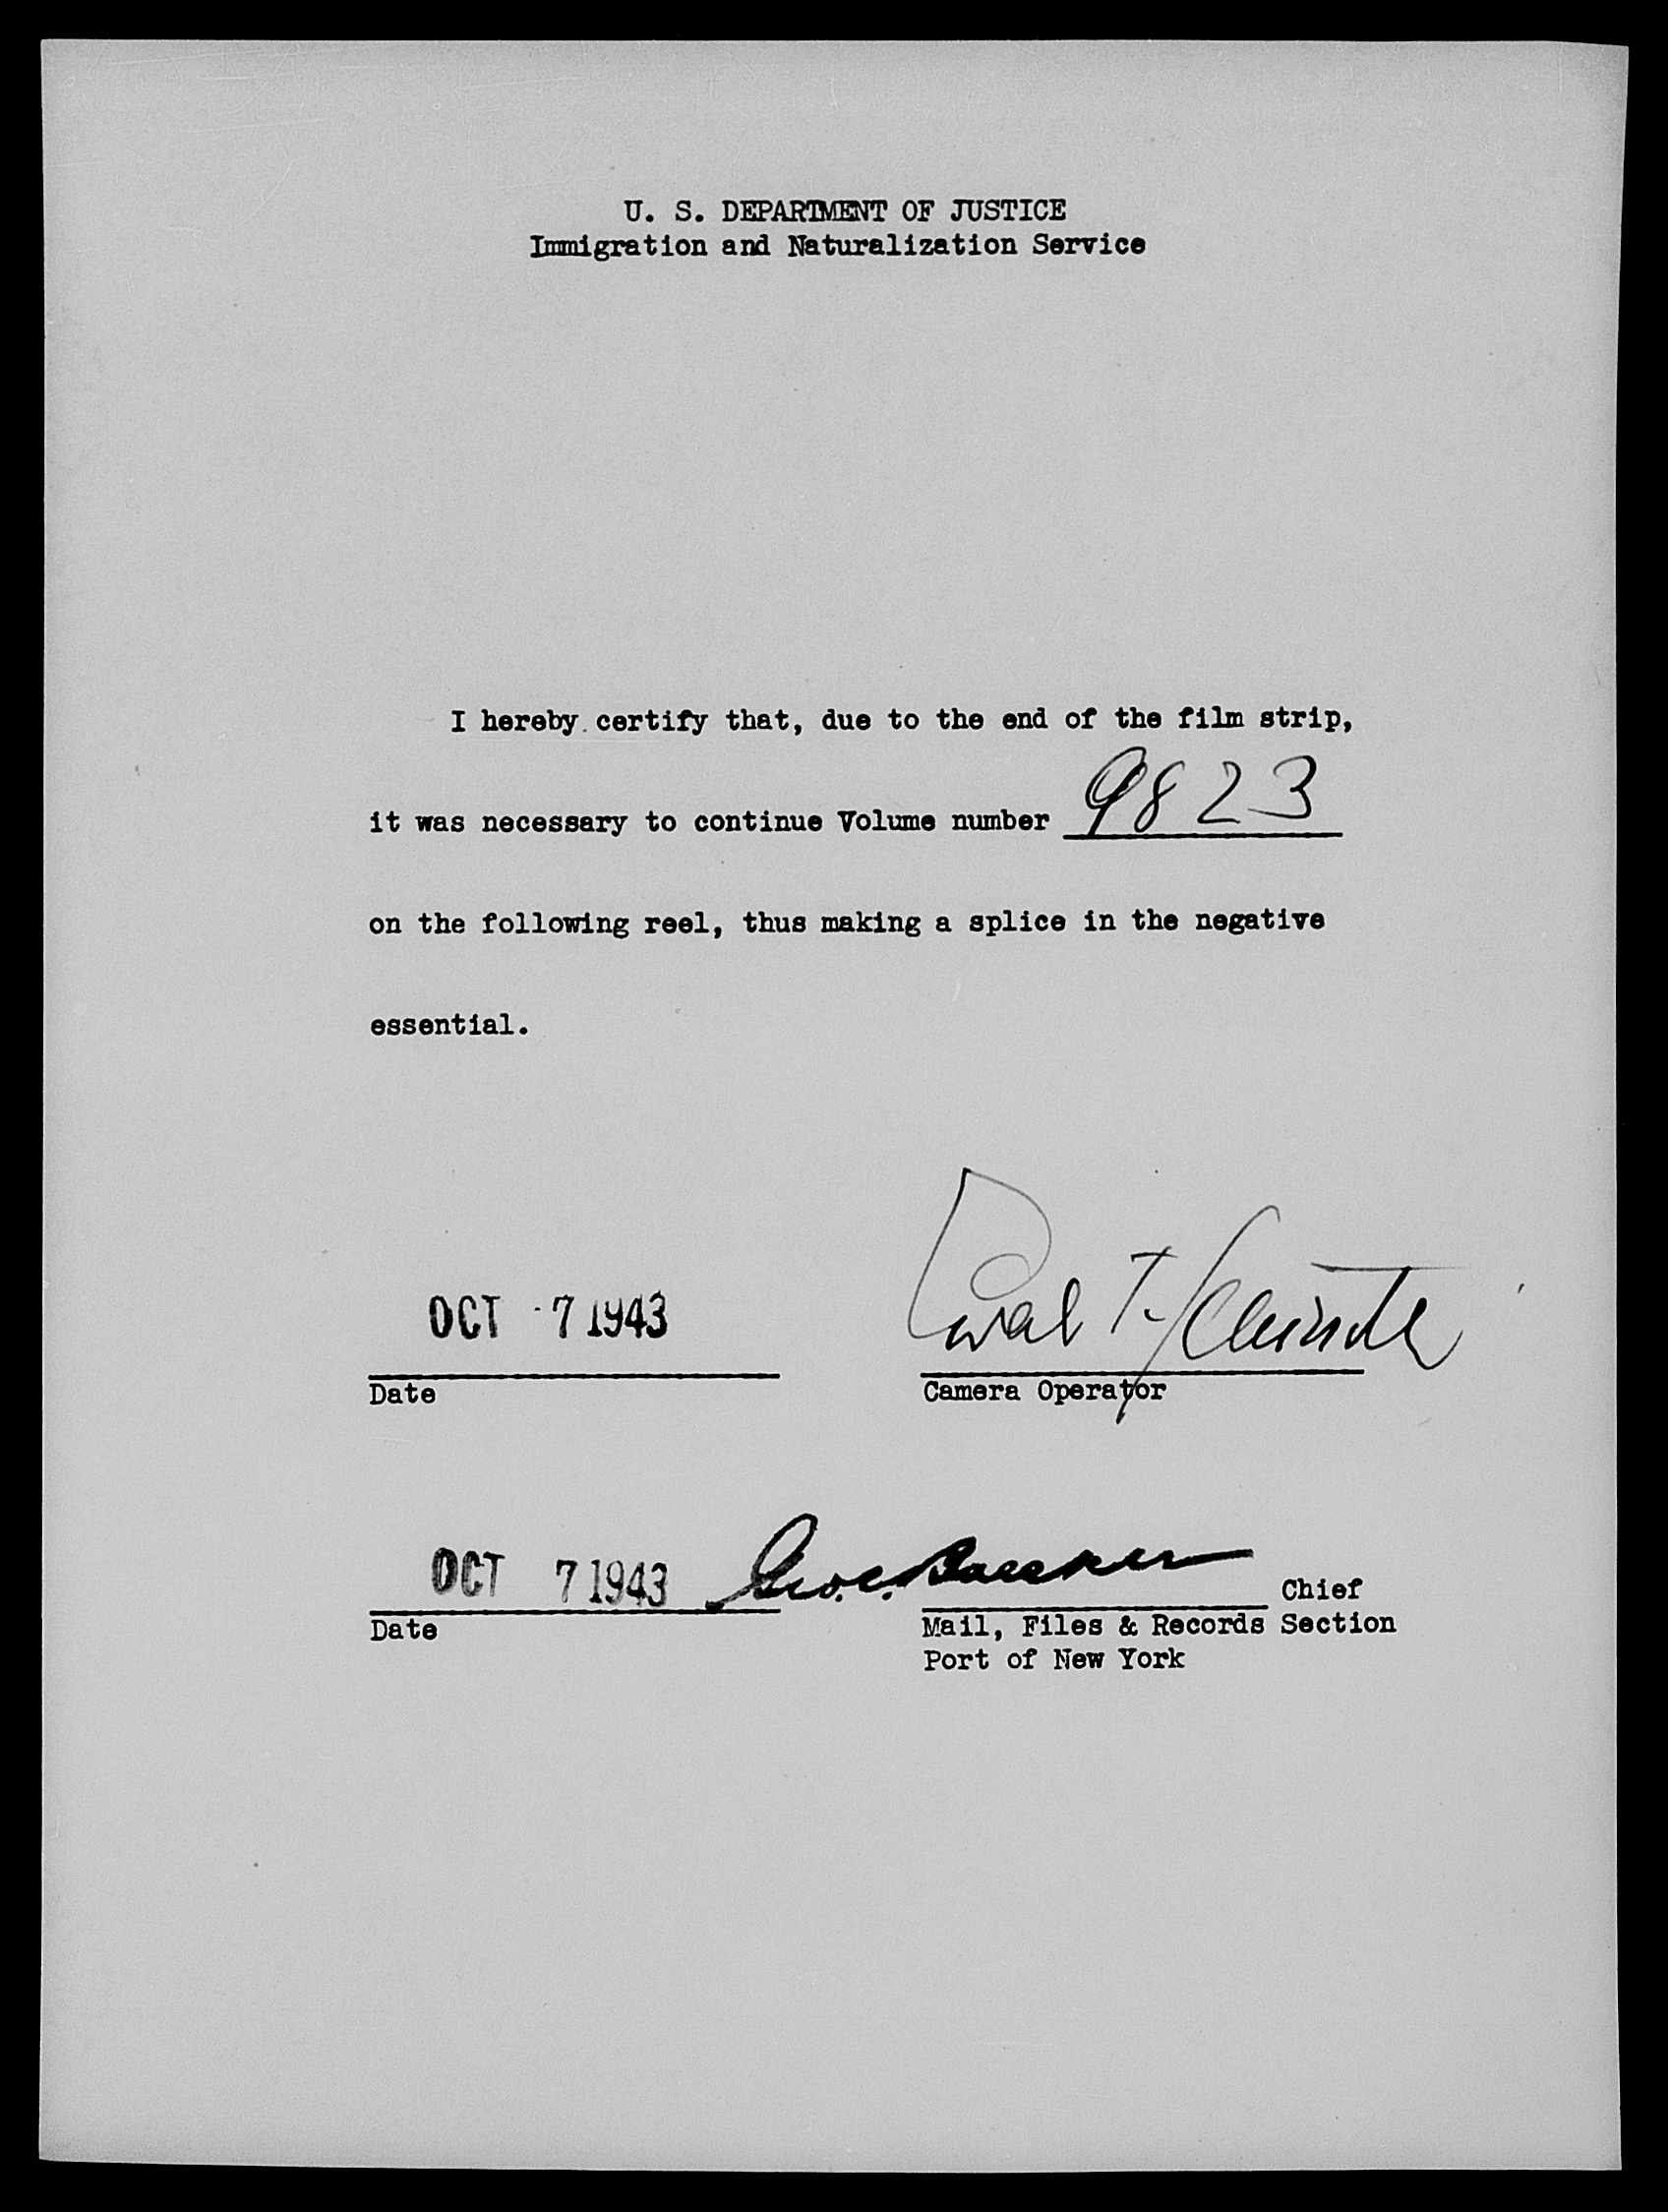 U. S. DEPARTMENT OF JUSTICE
Immigration and Naturalization Service
I hereby certify that, due to the end of the film strip,
it was necessary to continue Volume number 9823
on the following reel, thus making a splice in the negative
essential.
OCT 7 1943
Date
Camera Operator
OCT 7 1943 Geo. C.
Chief
Date
Mail, Files & Records Section
Port of New York